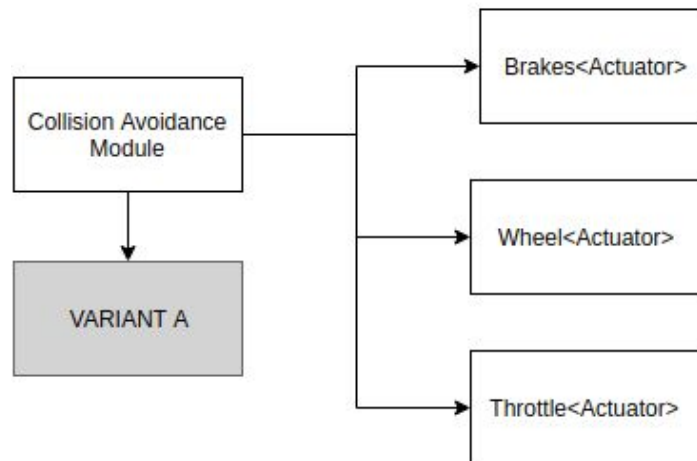 Brakes<Actuator>
Collision Avoidance
Module
Wheel<Actuator>
VARIANT A
Throttle<Actuator>